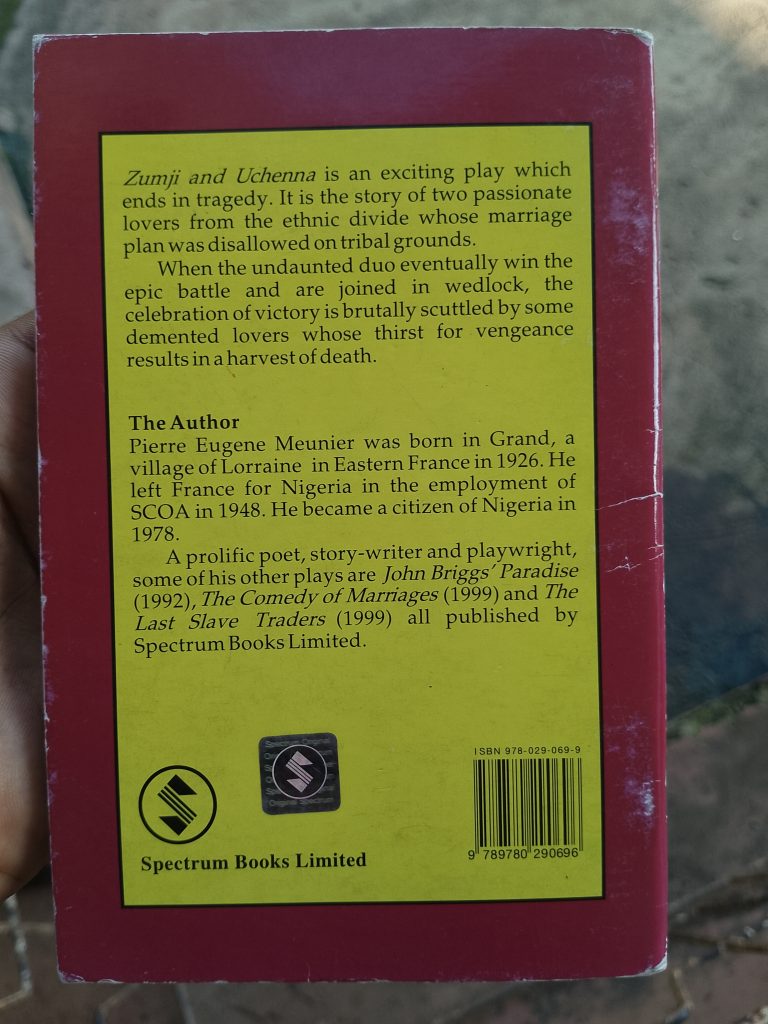 Zumji and Uchenna is an exciting play which
ends in tragedy. It is the story of two passionate
lovers from the ethnic divide whose marriage
plan was disallowed on tribal grounds.
When the undaunted duo eventually win the
epic battle and are joined in wedlock, the
celebration of victory is brutally scuttled by some
demented lovers whose thirst for vengeance
results in a harvest of death.
The Author
Pierre Eugene Meunier was born in Grand, a
village of Lorraine in Eastern France in 1926. He
left France for Nigeria in the employment of
SCOA in 1948. He became a citizen of Nigeria in
1978.
A prolific poet, story-writer and playwright,
some of his other plays are John Briggs' Paradise
(1992), The Comedy of Marriages (1999) and The
Last Slave Traders (1999) all published by
Spectrum Books Limited.
Spectrum Books Limited
Original Spectrum
ISBN 978-029-069-9
9 789780 290696